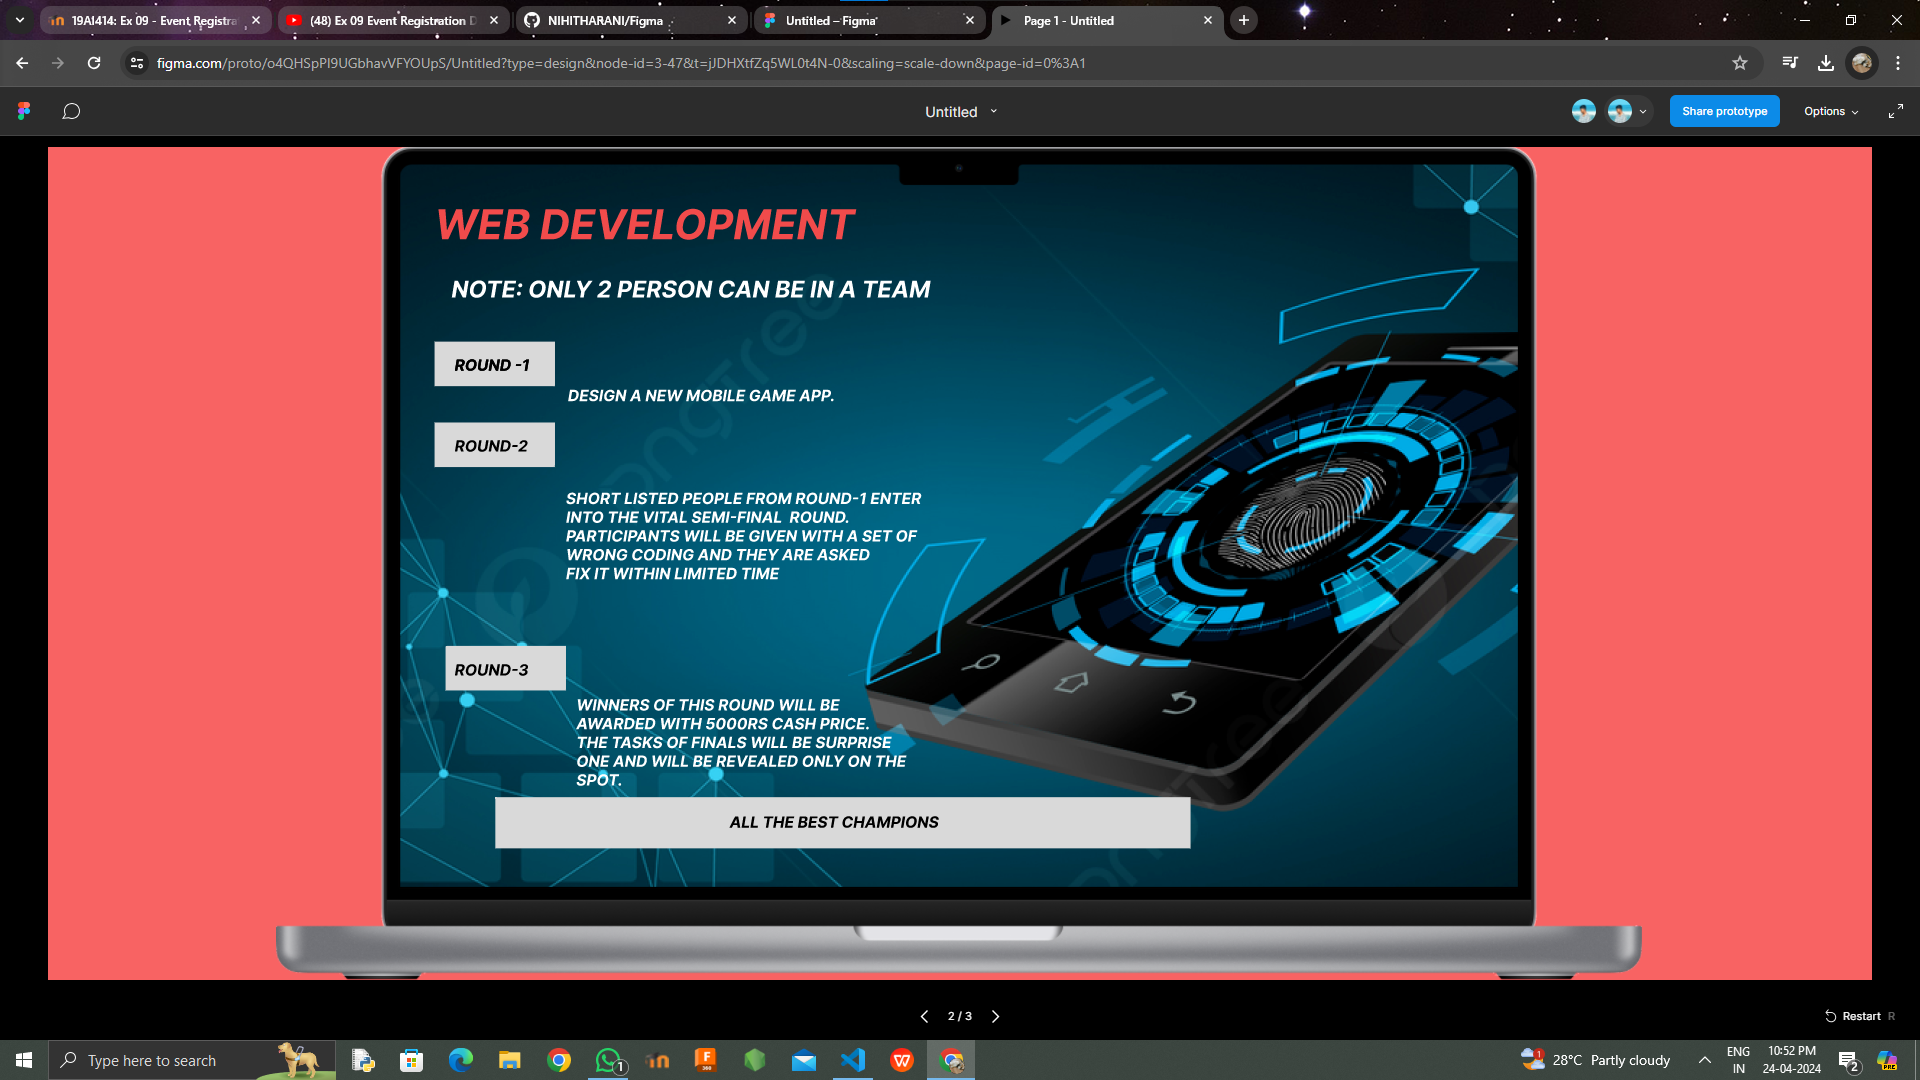 19AI414: Ex 09 - Event Registra
(48) Ex 09 Event Registration D
NIHITHARANI/Figma
Untitled – Figma
Page 1 - Untitled
figma.com/proto/o4QHSpPI9UGbhavVFYOUpS/Untitled?type=design&node-id=3-47&t=jJDHXtfZq5WL0t4N-0&scaling=scale-down&page-id=0%3A1
Untitled
Share prototype
Options
WEB DEVELOPMENT
NOTE: ONLY 2 PERSON CAN BE IN A TEAM
ROUND -1
DESIGN A NEW MOBILE GAME APP.
ROUND-2
SHORT LISTED PEOPLE FROM ROUND-1 ENTER
INTO THE VITAL SEMI-FINAL ROUND.
PARTICIPANTS WILL BE GIVEN WITH A SET OF
WRONG CODING AND THEY ARE ASKED
FIX IT WITHIN LIMITED TIME
ROUND-3
WINNERS OF THIS ROUND WILL BE
AWARDED WITH 5000RS CASH PRICE.
THE TASKS OF FINALS WILL BE SURPRISE
ONE AND WILL BE REVEALED ONLY ON THE
SPOT.
ALL THE BEST CHAMPIONS
2 / 3
Restart R
Type here to search
1
F
360
W
1
28°C Partly cloudy
ENG
IN
10:52 PM
24-04-2024
2
PRE